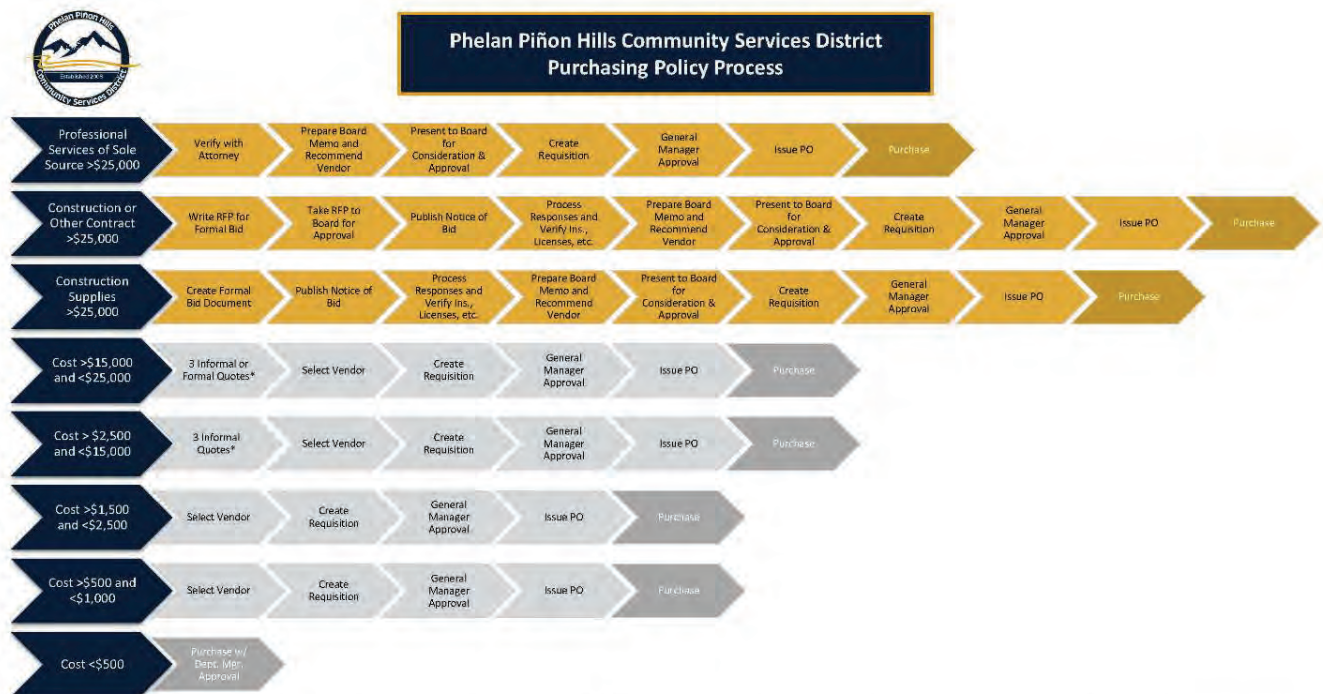 Phelan Piñon Hills
Community Services District
Phelan Piñon Hills Community Services District
Purchasing Policy Process
Professional
Services of Sole
Source >$25,000
Verify with
Attorney
Prepare Board
Memo and
Recommend
Vendor
Present to Board
for
Consideration &
Approval
Create
Requisition
General
Manager
Approval
Issue PO
Purchase
Construction or
Other Contract
>$25,000
Write RFP for
Formal Bid
Take RFP to
Board for
Approval
Publish Notice of
Bid
Process
Responses and
Verify Ins.,
Licenses, etc.
Prepare Board
Memo and
Recommend
Vendor
Present to Board
for
Consideration &
Approval
Create
Requisition
General
Manager
Approval
Issue PO
Purchase
Construction
Supplies
>$25,000
Create Formal
Bid Document
Publish Notice of
Bid
Process
Responses and
Verify Ins.,
Licenses, etc.
Prepare Board
Memo and
Recommend
Vendor
Present to Board
for
Consideration &
Approval
Create
Requisition
General
Manager
Approval
Issue PO
Purchase
Cost >$15,000
and <$25,000
3 Informal or
Formal Quotes*
Select Vendor
Create
Requisition
General
Manager
Approval
Issue PO
Purchase
Cost > $2,500
and <$15,000
3 Informal
Quotes*
Select Vendor
Create
Requisition
General
Manager
Approval
Issue PO
Purchase
Cost >$1,500
and <$2,500
Select Vendor
Create
Requisition
General
Manager
Approval
Issue PO
Purchase
Cost >$500 and
<$1,000
Select Vendor
Create
Requisition
General
Manager
Approval
Issue PO
Purchase
Cost <$500
Purchase w/
Dept. Mgr.
Approval